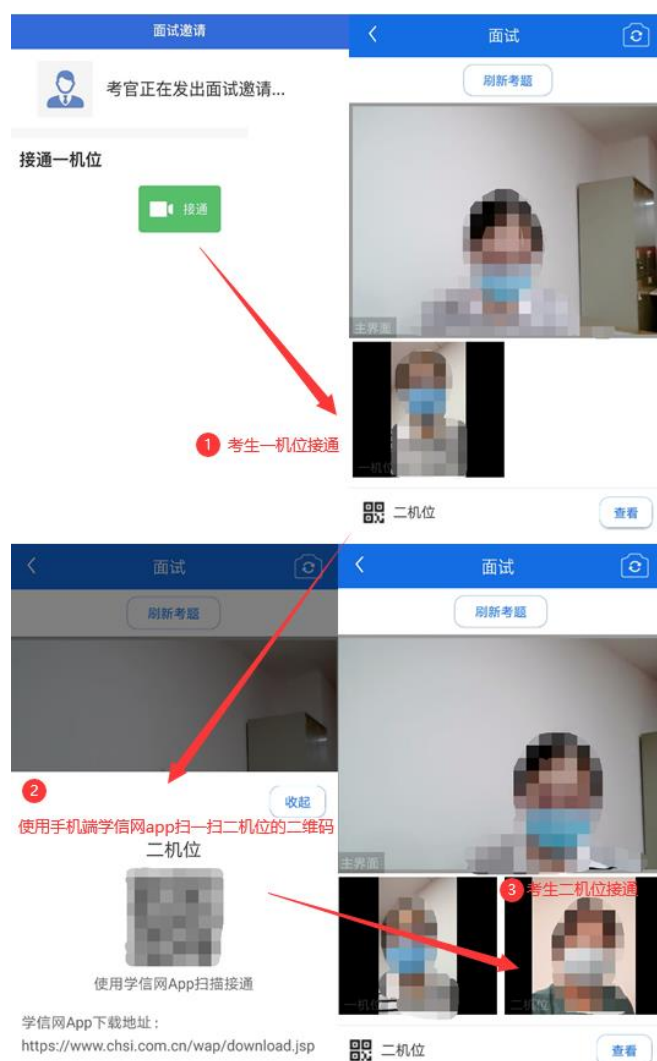 面试邀请
考官正在发出面试邀请...
接通一机位
接通
1 考生一机位接通
面试
刷新考题
主界面
一机位
二机位
查看
面试
刷新考题
2
收起
使用手机端学信网app扫一扫二机位的二维码
二机位
使用学信网App扫描接通
学信网App下载地址：
https://www.chsi.com.cn/wap/download.jsp
面试
刷新考题
主界面
3 考生二机位接通
一机位
二机位
二机位
查看